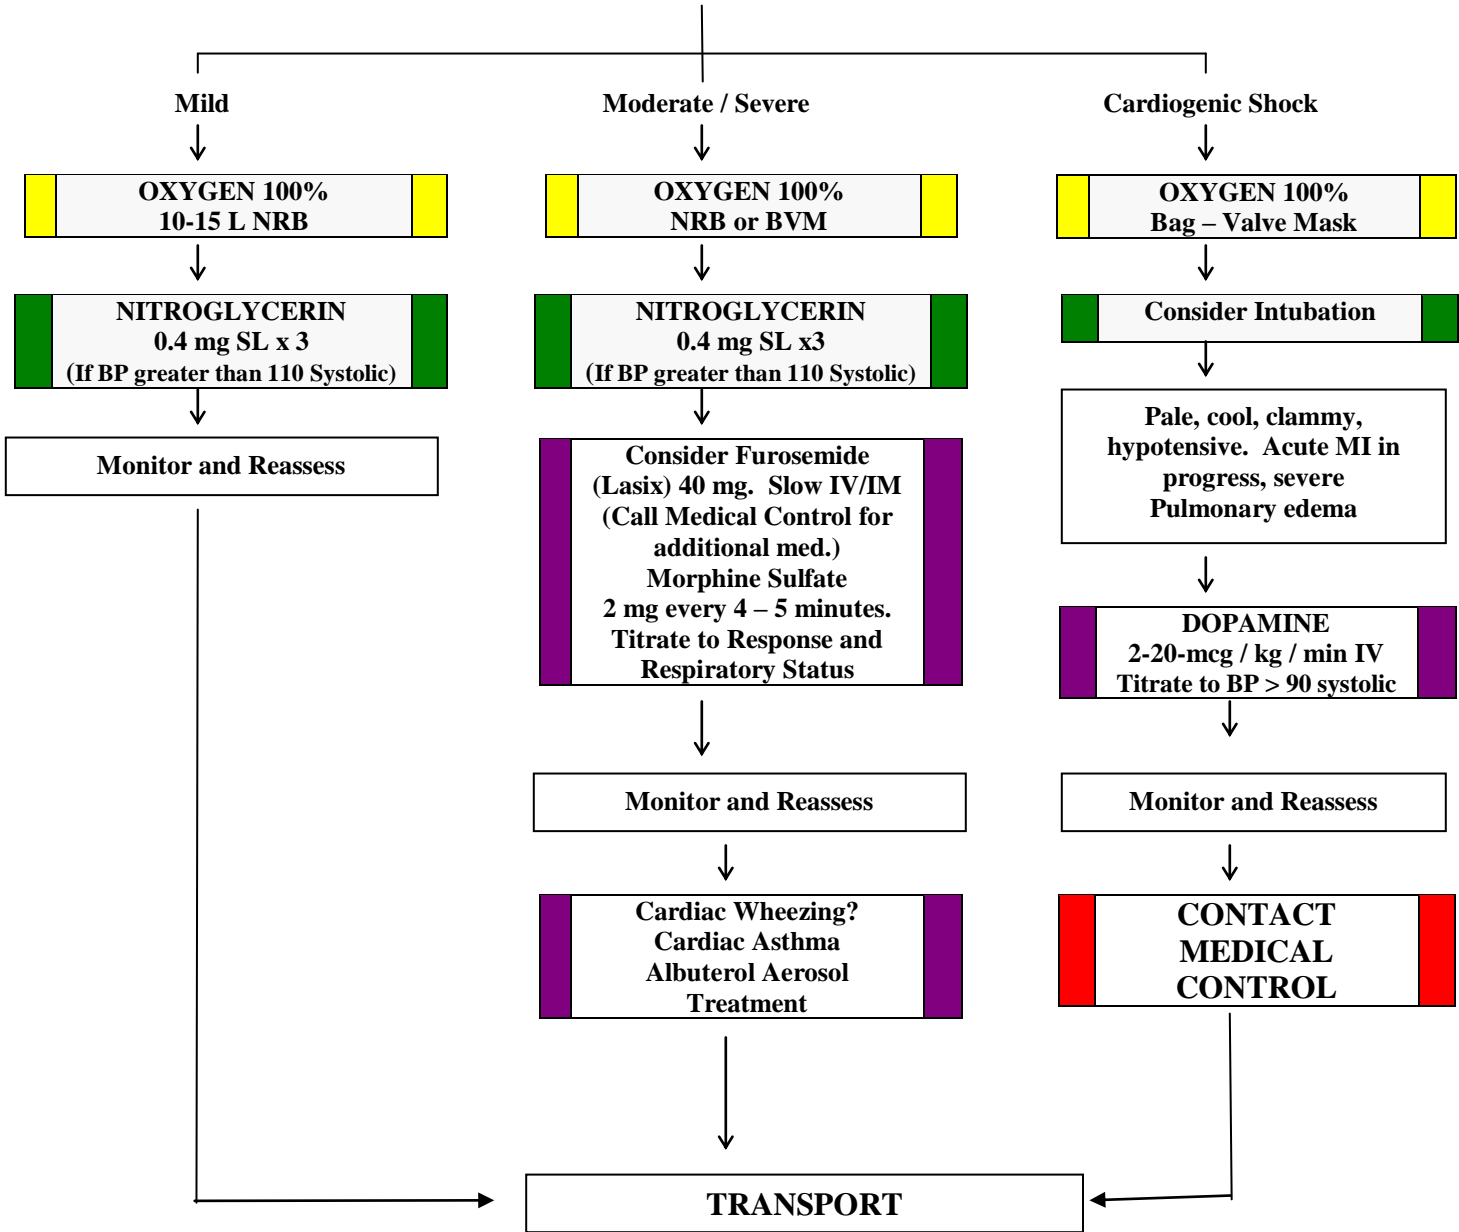 Mild
OXYGEN 100%
10-15 L NRB
NITROGLYCERIN
0.4 mg SL x 3
(If BP greater than 110 Systolic)
Monitor and Reassess
Moderate / Severe
OXYGEN 100%
NRB or BVM
NITROGLYCERIN
0.4 mg SL x3
(If BP greater than 110 Systolic)
Consider Furosemide
(Lasix) 40 mg.  Slow IV/IM
(Call Medical Control for
additional med.)
Morphine Sulfate
2 mg every 4 – 5 minutes.
Titrate to Response and
Respiratory Status
Monitor and Reassess
Cardiac Wheezing?
Cardiac Asthma
Albuterol Aerosol
Treatment
Cardiogenic Shock
OXYGEN 100%
Bag – Valve Mask
Consider Intubation
Pale, cool, clammy,
hypotensive.  Acute MI in
progress, severe
Pulmonary edema
DOPAMINE
2-20-mcg / kg / min IV
Titrate to BP > 90 systolic
Monitor and Reassess
CONTACT
MEDICAL
CONTROL
TRANSPORT